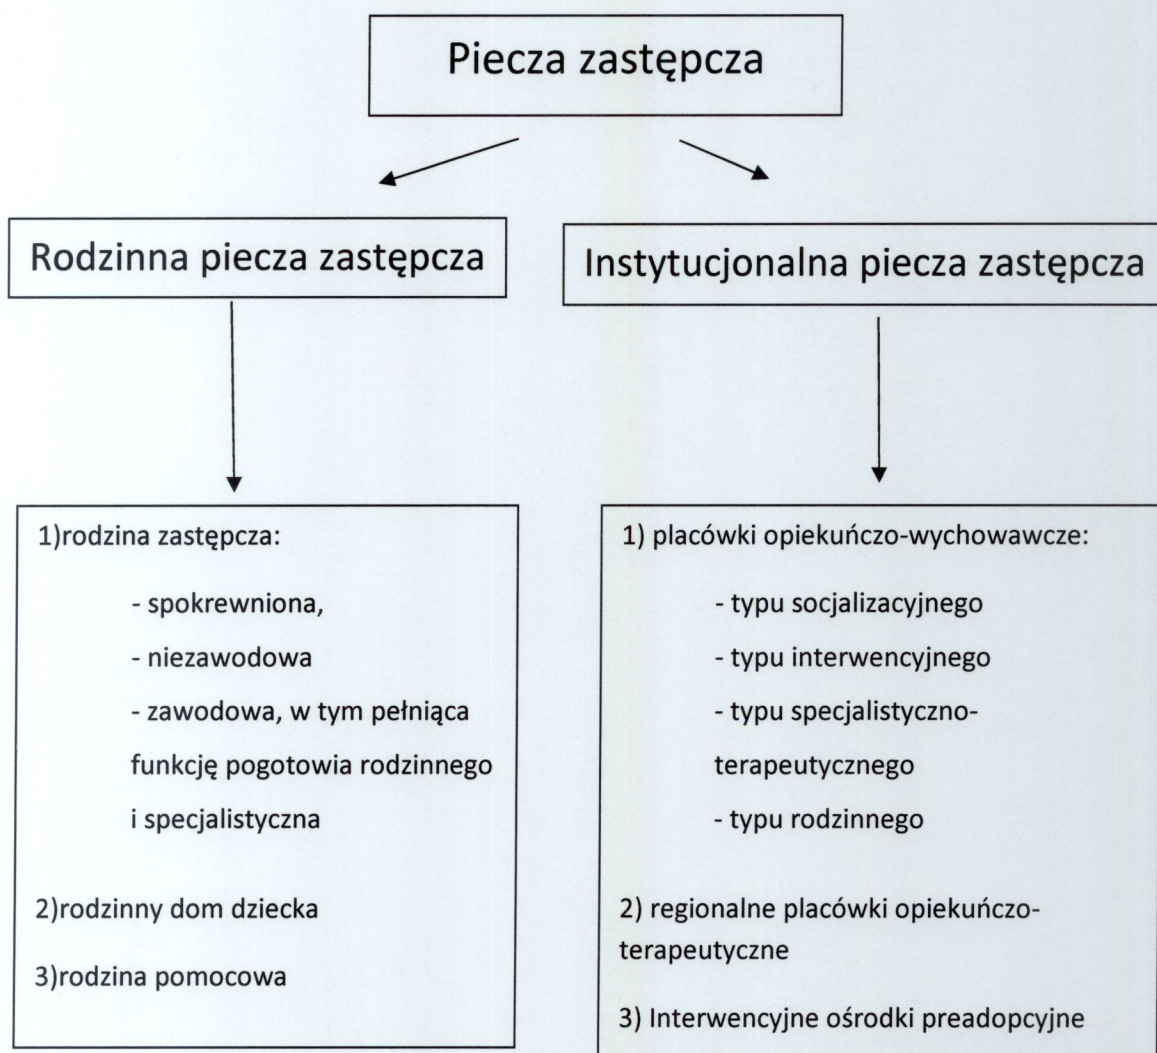 Piecza zastępcza
Rodzinna piecza zastępcza
Instytucjonalna piecza zastępcza
1)rodzina zastępcza:
- spokrewniona,
- niezawodowa
- zawodowa, w tym pełniąca
funkcję pogotowia rodzinnego
i specjalistyczna
2)rodzinny dom dziecka
3)rodzina pomocowa
1) placówki opiekuńczo-wychowawcze:
- typu socjalizacyjnego
- typu interwencyjnego
- typu specjalistyczno-
terapeutycznego
- typu rodzinnego
2) regionalne placówki opiekuńczo-
terapeutyczne
3) Interwencyjne ośrodki preadopcyjne